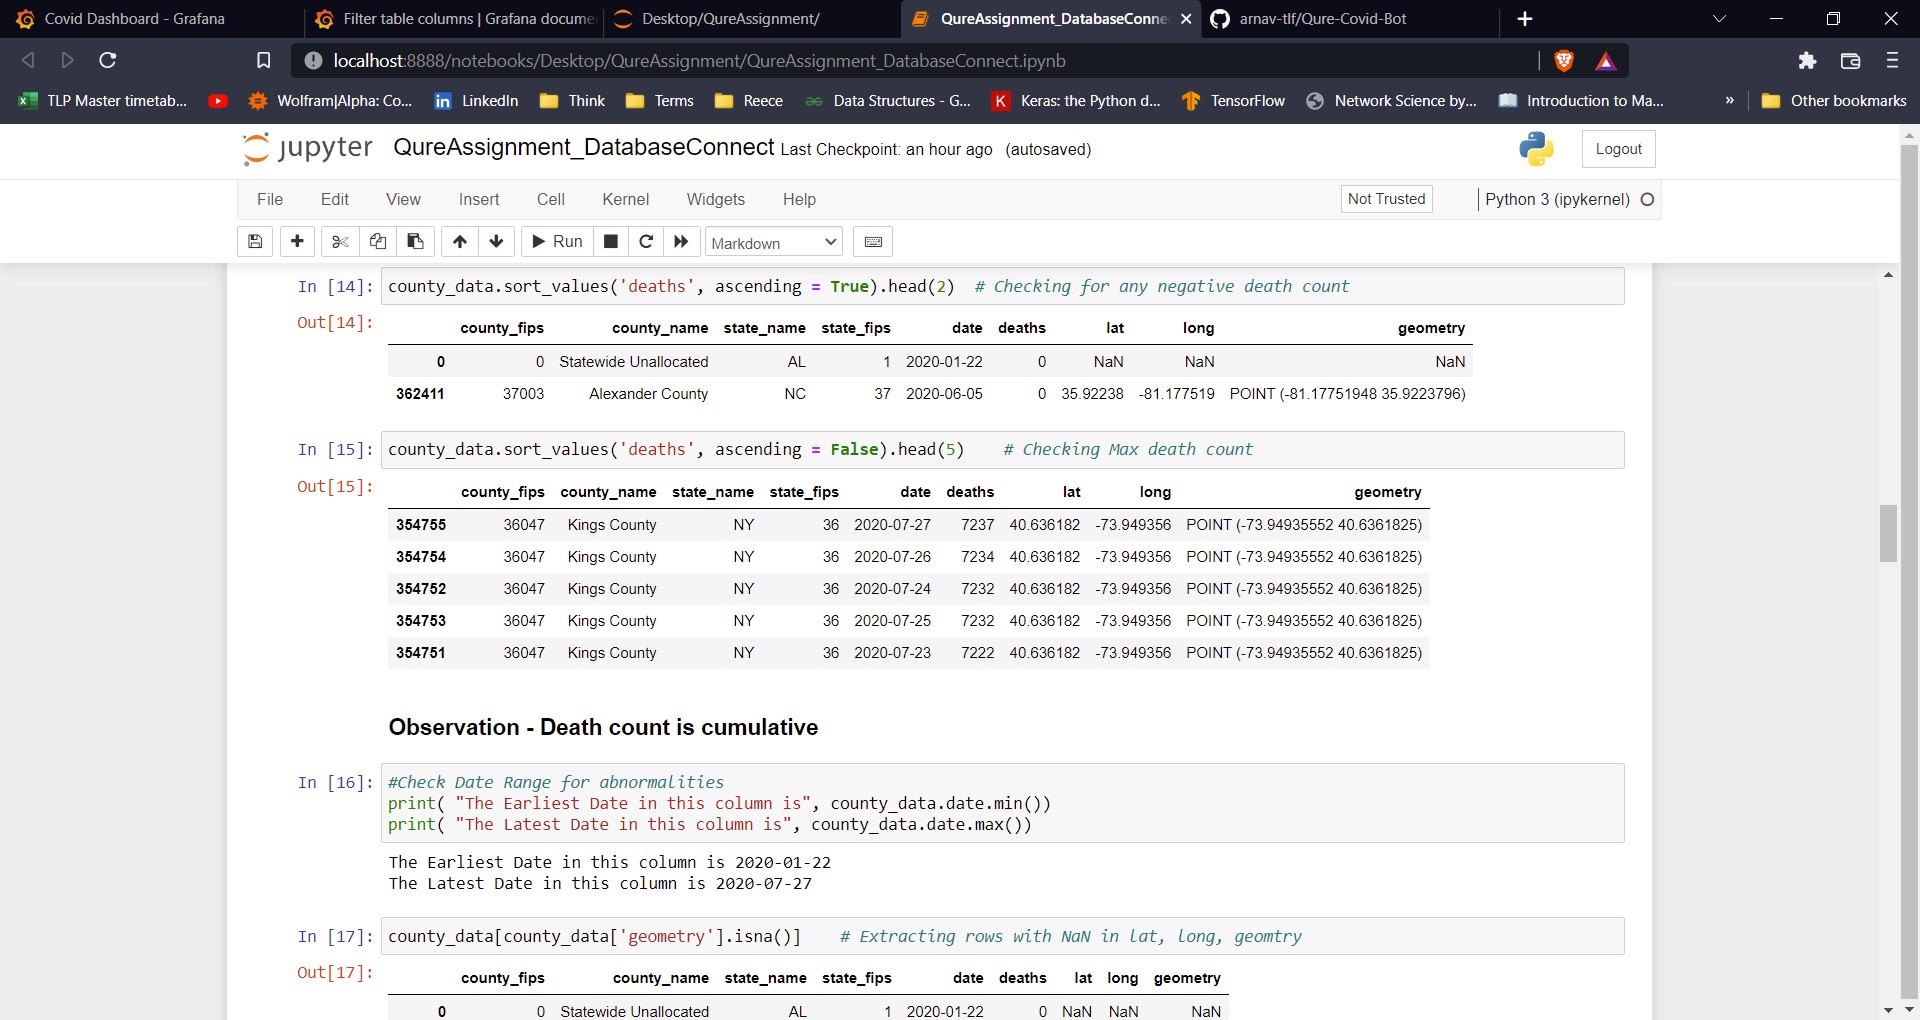 Covid Dashboard - Grafana
Filter table columns | Grafana docume
Desktop/QureAssignment/
QureAssignment_DatabaseConne
arnav-tlf/Qure-Covid-Bot
localhost:8888/notebooks/Desktop/QureAssignment/QureAssignment_DatabaseConnect.ipynb
TLP Master timetab... Wolfram|Alpha: Co... LinkedIn Think Terms Reece Data Structures - G... Keras: the Python d... TensorFlow Network Science by... Introduction to Ma... » Other bookmarks
jupyter QureAssignment_DatabaseConnect Last Checkpoint: an hour ago (autosaved) Logout
File Edit View Insert Cell Kernel Widgets Help Not Trusted Python 3 (ipykernel)
Run Markdown
In [14]: county_data.sort_values('deaths', ascending = True).head(2) # Checking for any negative death count
Out[14]:
county_fips county_name state_name state_fips date deaths lat long geometry
0 0 Statewide Unallocated AL 1 2020-01-22 0 NaN NaN NaN
362411 37003 Alexander County NC 37 2020-06-05 0 35.92238 -81.177519 POINT (-81.17751948 35.9223796)
In [15]: county_data.sort_values('deaths', ascending = False).head(5) # Checking Max death count
Out[15]:
county_fips county_name state_name state_fips date deaths lat long geometry
354755 36047 Kings County NY 36 2020-07-27 7237 40.636182 -73.949356 POINT (-73.94935552 40.6361825)
354754 36047 Kings County NY 36 2020-07-26 7234 40.636182 -73.949356 POINT (-73.94935552 40.6361825)
354752 36047 Kings County NY 36 2020-07-24 7232 40.636182 -73.949356 POINT (-73.94935552 40.6361825)
354753 36047 Kings County NY 36 2020-07-25 7232 40.636182 -73.949356 POINT (-73.94935552 40.6361825)
354751 36047 Kings County NY 36 2020-07-23 7222 40.636182 -73.949356 POINT (-73.94935552 40.6361825)
Observation - Death count is cumulative
In [16]: #Check Date Range for abnormalities
print( "The Earliest Date in this column is", county_data.date.min())
print( "The Latest Date in this column is", county_data.date.max())
The Earliest Date in this column is 2020-01-22
The Latest Date in this column is 2020-07-27
In [17]: county_data[county_data['geometry'].isna()] # Extracting rows with NaN in lat, long, geomtry
Out[17]:
county_fips county_name state_name state_fips date deaths lat long geometry
0 0 Statewide Unallocated AL 1 2020-01-22 0 NaN NaN NaN